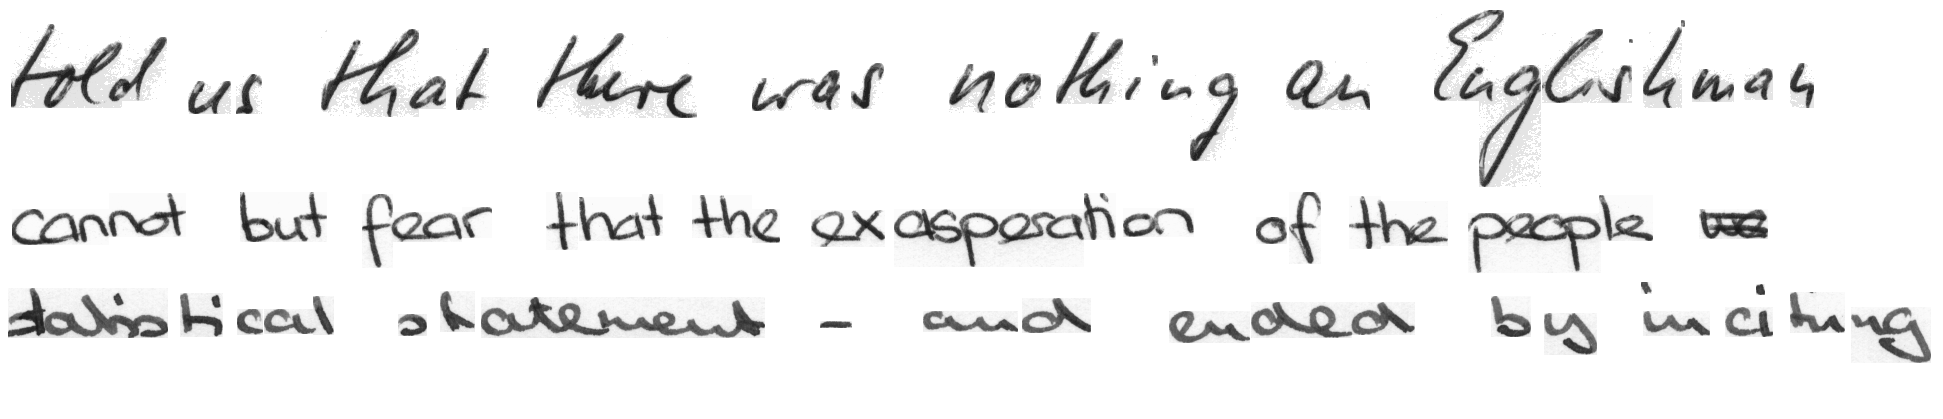 told us that there was nothing an Englishman
cannot but fear that the exasperation of the people
statistical statement - and ended by inciting